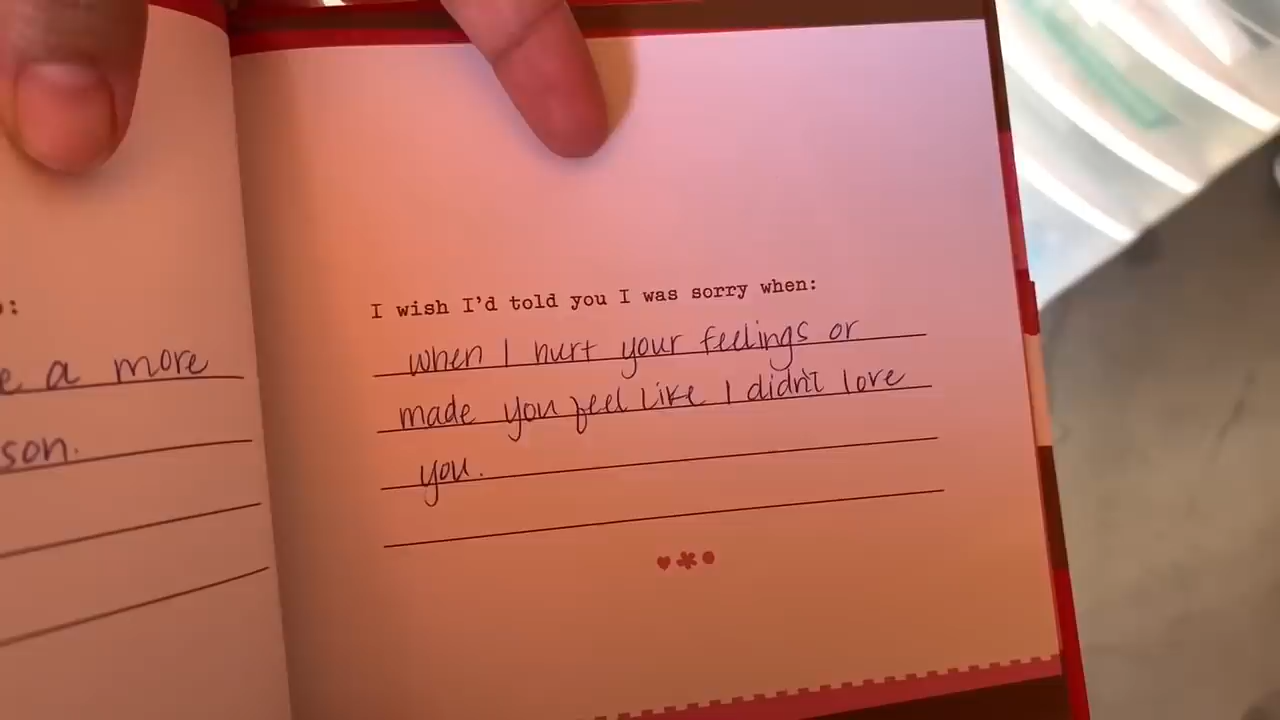 :
a more
son.
I wish I'd told you I was sorry when:
when I hurt your feelings or
made you feel like I didn't love
you.